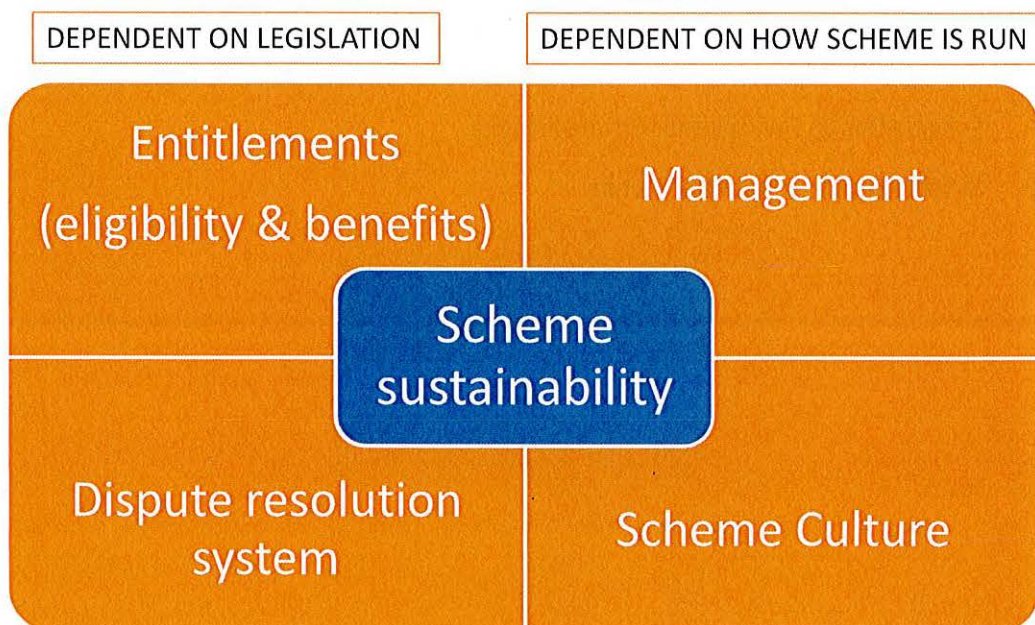 DEPENDENT ON LEGISLATION
DEPENDENT ON HOW SCHEME IS RUN
Entitlements
(eligibility & benefits)
Management
Scheme
sustainability
Dispute resolution
system
Scheme Culture